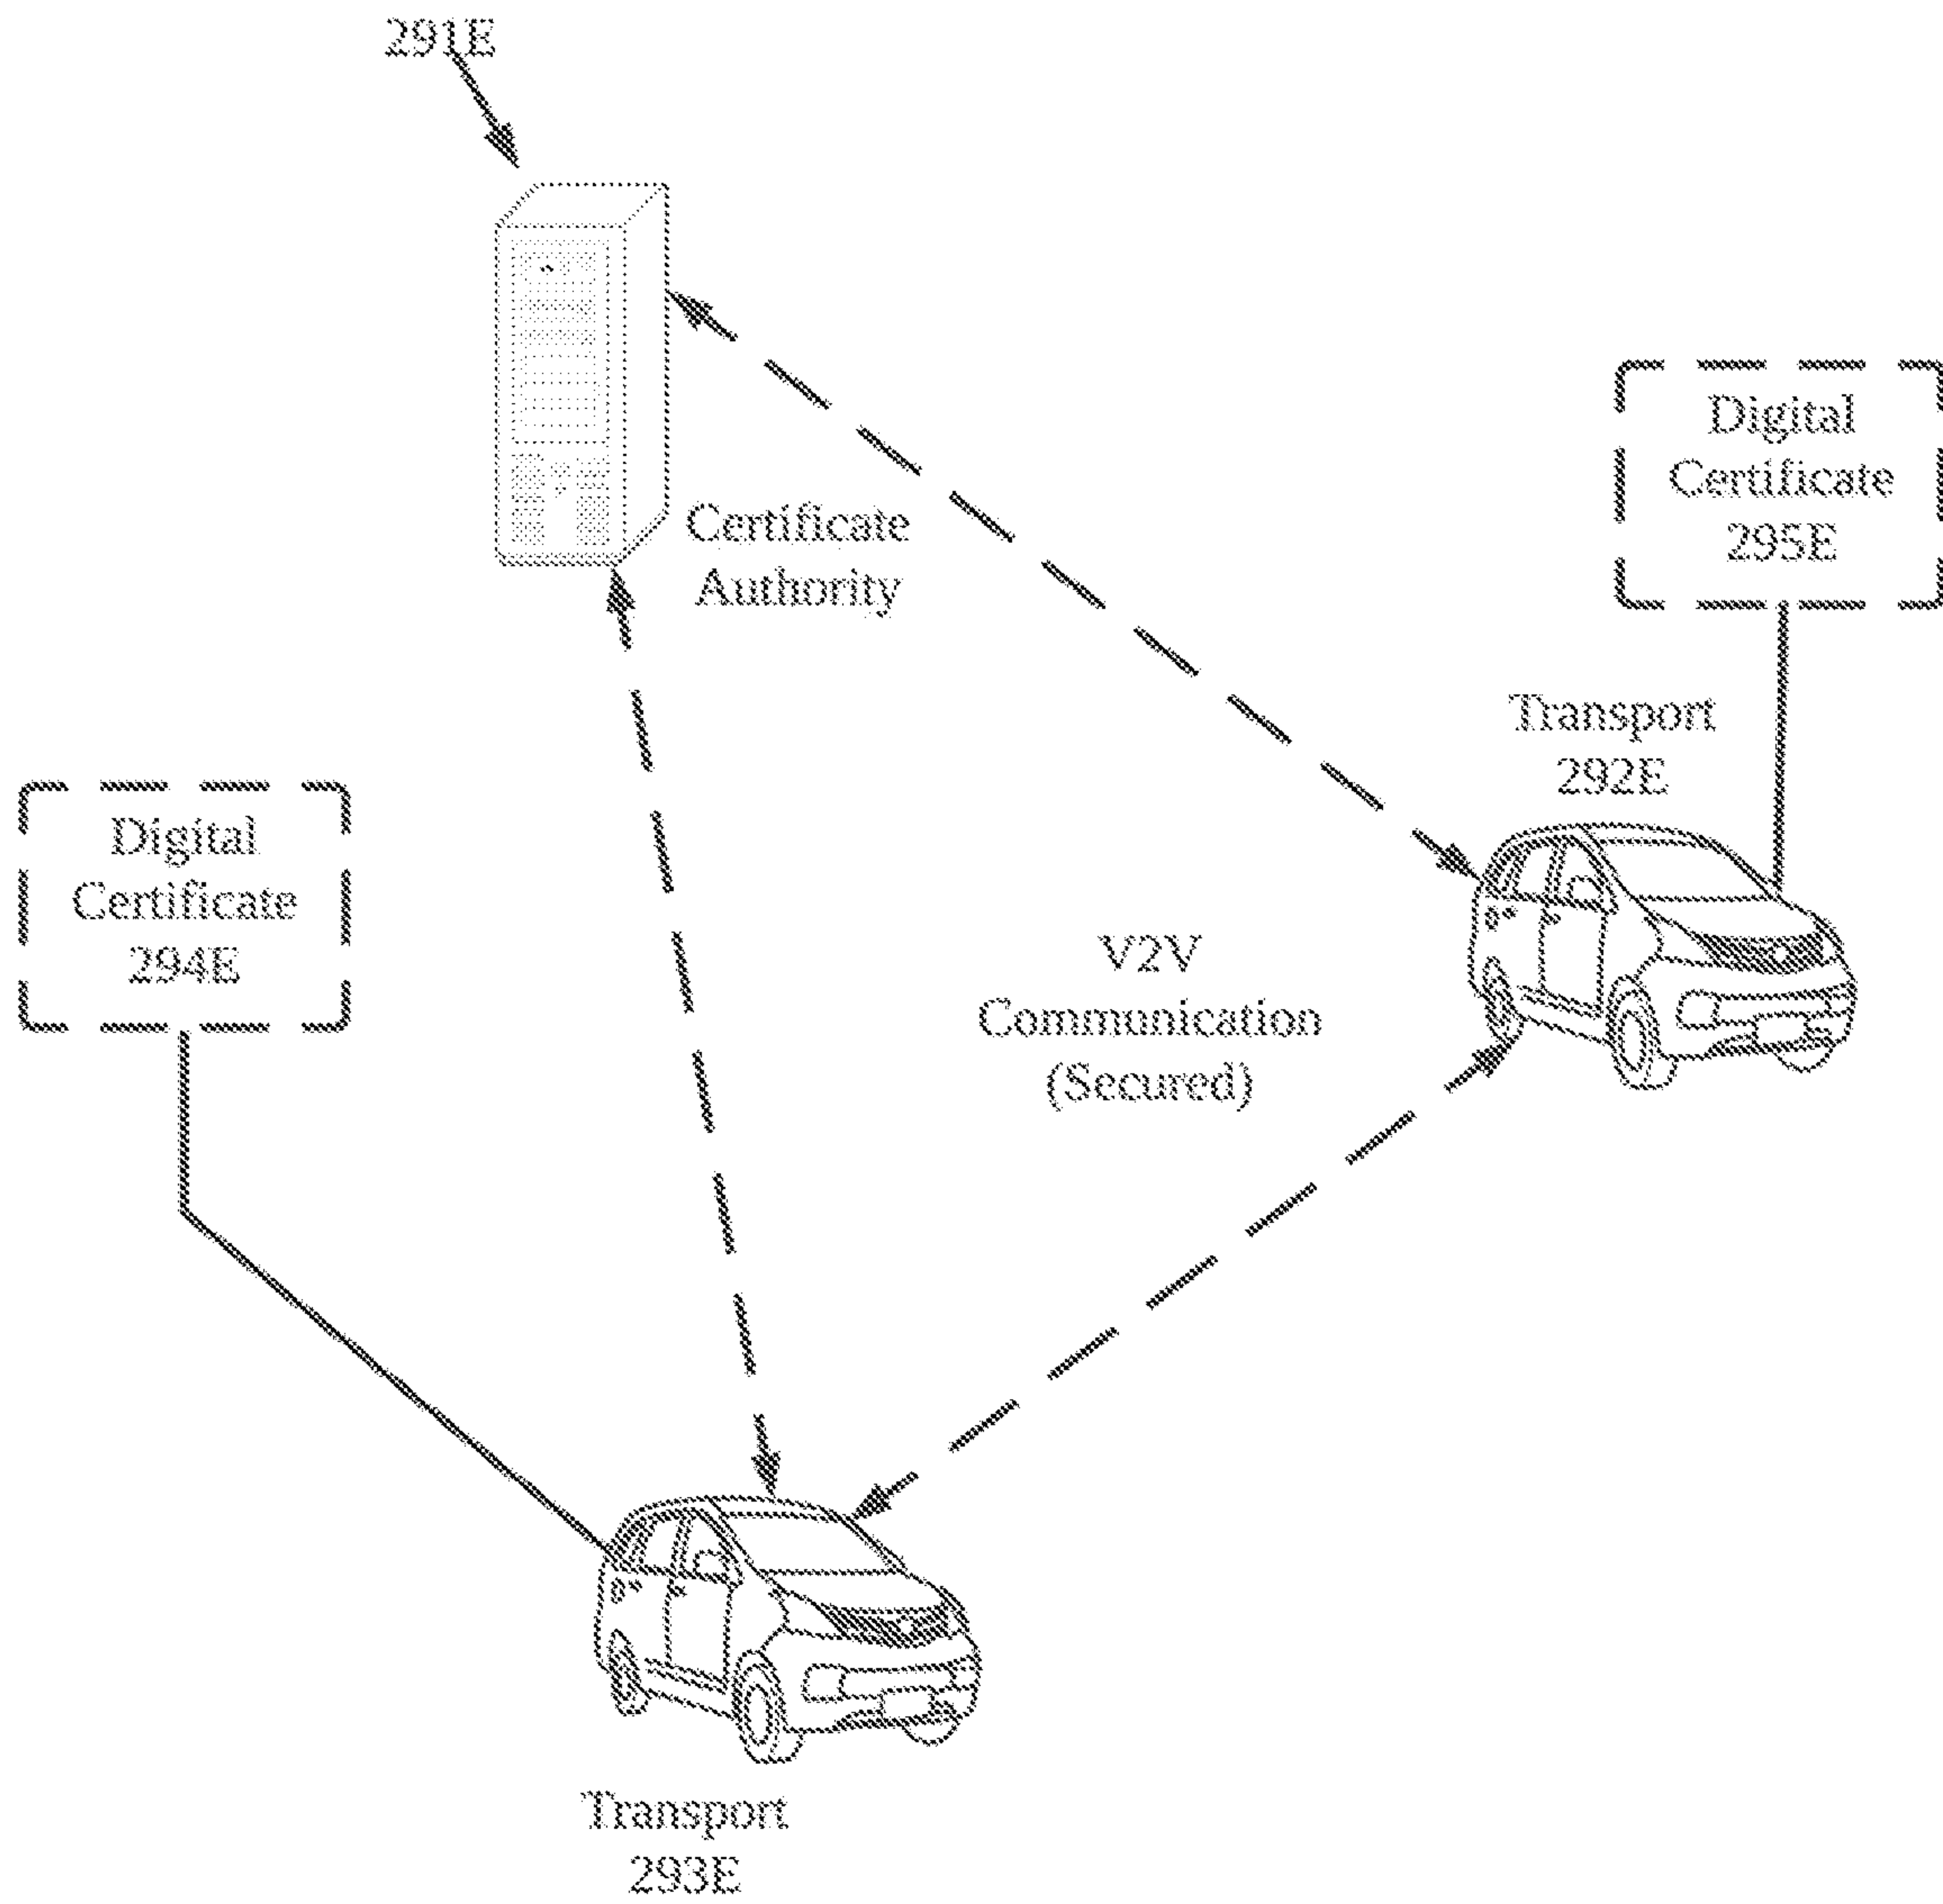 291E
Certificate
Authority
Digital
Certificate
295E
Transport
292E
Digital
Certificate
294E
V2V
Communication
(Secured)
Transport
293E